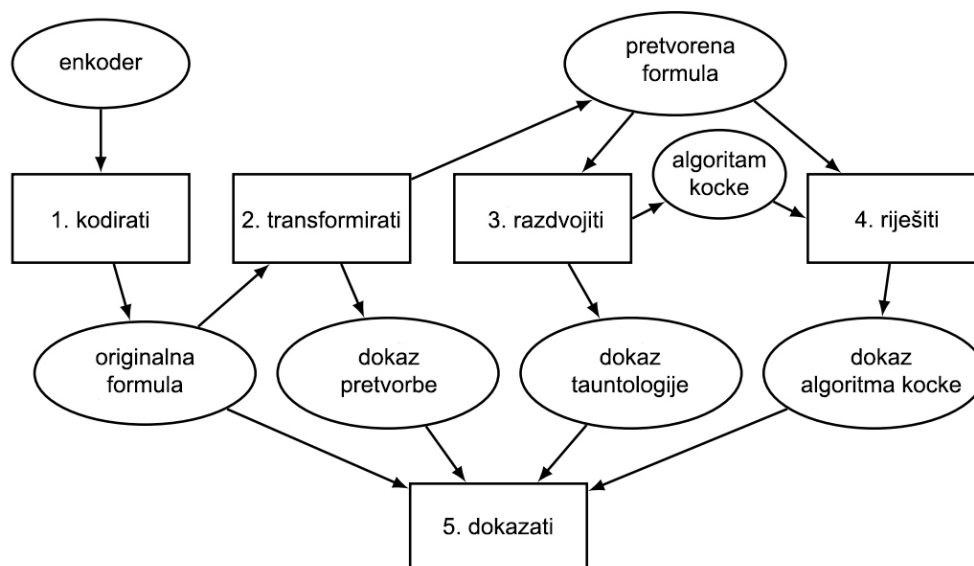 enkoder
pretvorena
formula
algoritam
kocke
1. kodirati
2. transformirati
3. razdvojiti
4. riješiti
originalna
formula
dokaz
pretvorbe
dokaz
tauntologije
dokaz
algoritma kocke
5. dokazati